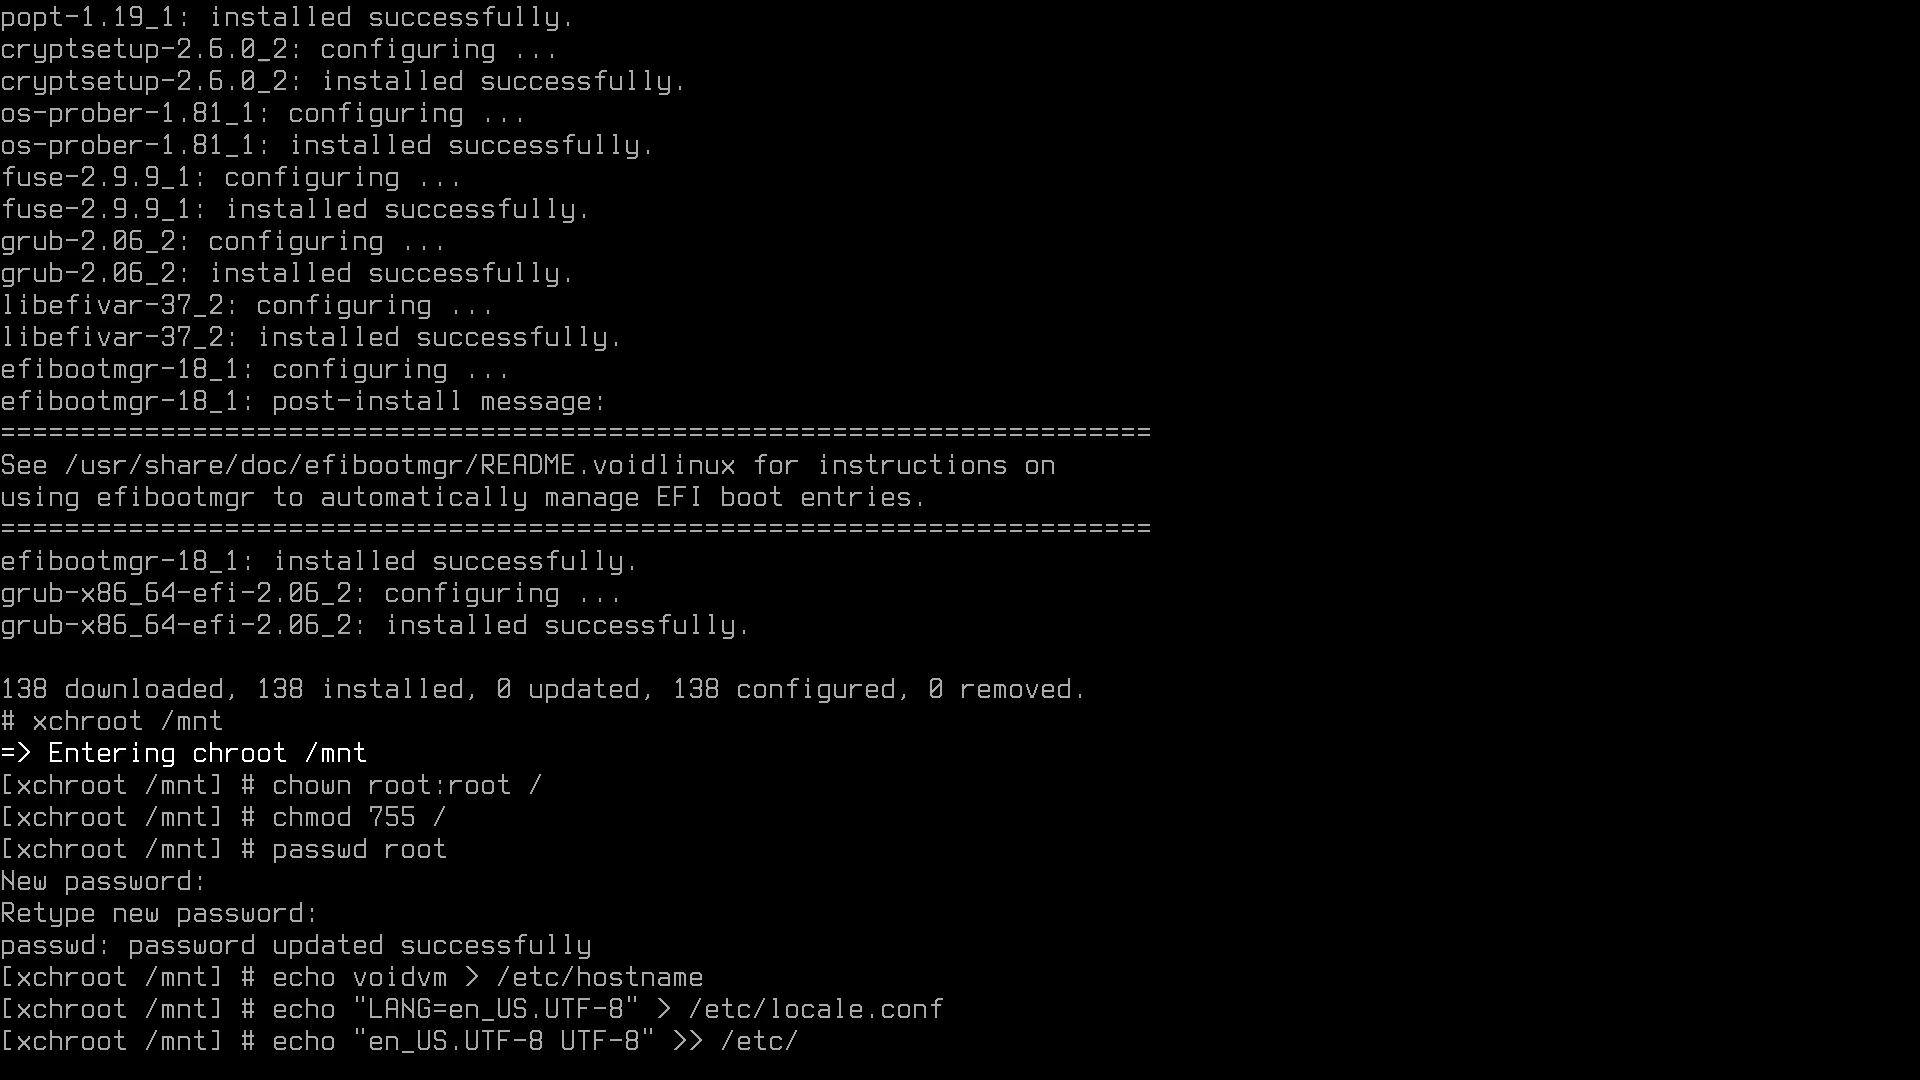 popt-1.19_1: installed successfully.
cryptsetup-2.6.0_2: configuring ...
cryptsetup-2.6.0_2: installed successfully.
os-prober-1.81_1: configuring ...
os-prober-1.81_1: installed successfully.
fuse-2.9.9_1: configuring ...
fuse-2.9.9_1: installed successfully.
grub-2.06_2: configuring ...
grub-2.06_2: installed successfully.
libefivar-37_2: configuring ...
libefivar-37_2: installed successfully.
efibootmgr-18_1: configuring ...
efibootmgr-18_1: post-install message:
========================================================================
See /usr/share/doc/efibootmgr/README.voidlinux for instructions on
using efibootmgr to automatically manage EFI boot entries.
========================================================================
efibootmgr-18_1: installed successfully.
grub-x86_64-efi-2.06_2: configuring ...
grub-x86_64-efi-2.06_2: installed successfully.
138 downloaded, 138 installed, 0 updated, 138 configured, 0 removed.
# xchroot /mnt
=> Entering chroot /mnt
[xchroot /mnt] # chown root:root /
[xchroot /mnt] # chmod 755 /
[xchroot /mnt] # passwd root
New password:
Retype new password:
passwd: password updated successfully
[xchroot /mnt] # echo voidvm > /etc/hostname
[xchroot /mnt] # echo "LANG=en_US.UTF-8" > /etc/locale.conf
[xchroot /mnt] # echo "en_US.UTF-8 UTF-8" >> /etc/